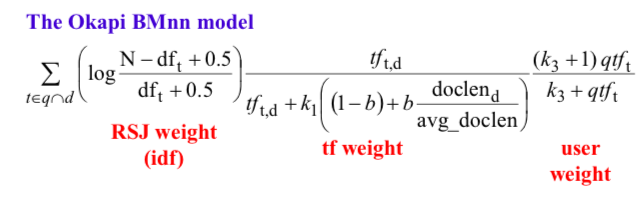 The Okapi BMnn model
∑_{t∈q∩d} ( log (N – df_t + 0.5) / (df_t + 0.5) ) · tf_{t,d} / ( tf_{t,d} + k_1 ( (1 – b) + b · doclen_d / avg_doclen ) ) · (k_3 + 1) qtf_t / (k_3 + qtf_t)
RSJ weight
(idf)
tf weight
user
weight